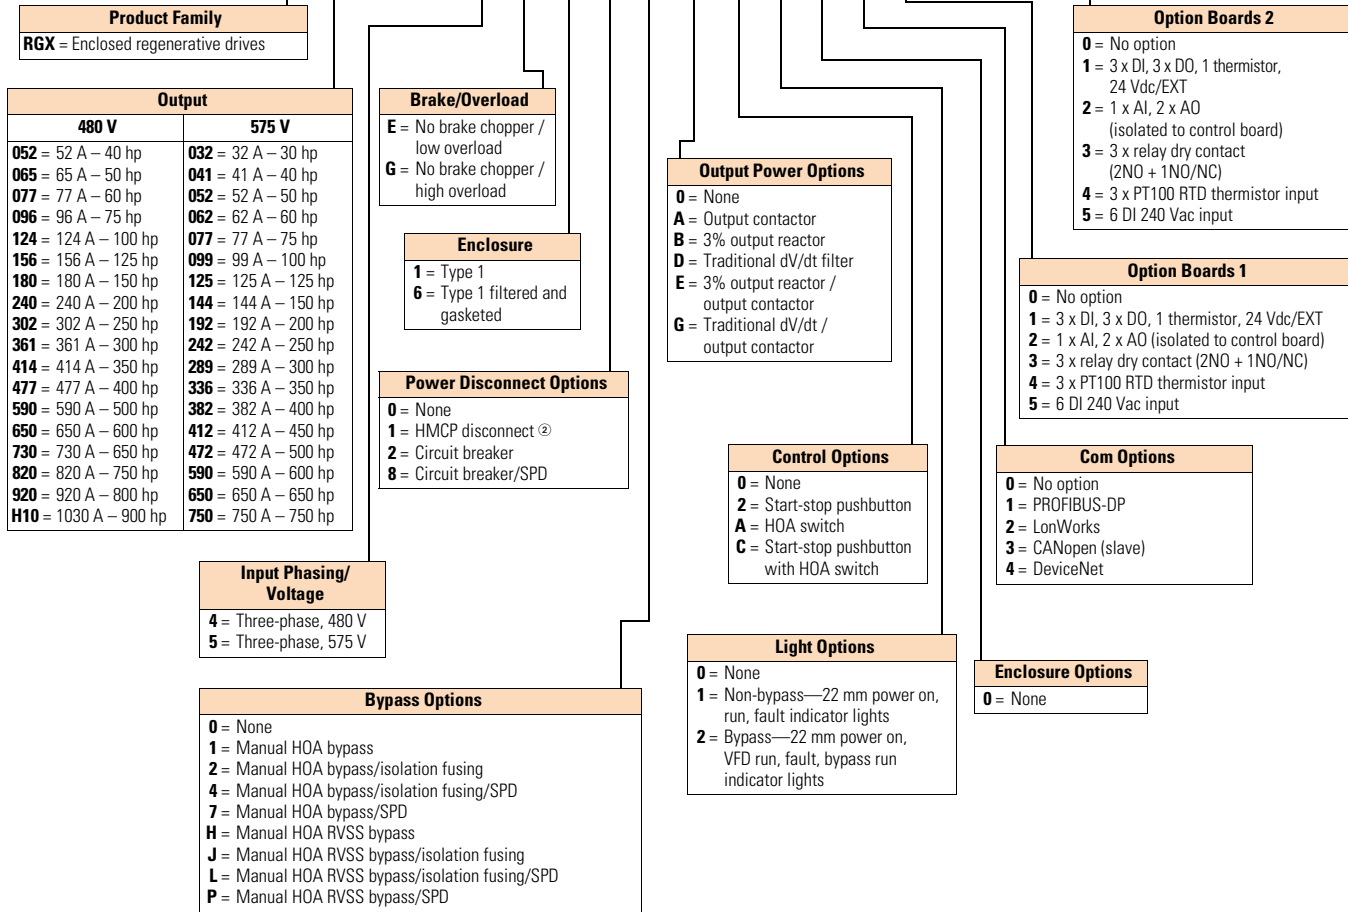 Product Family
RGX = Enclosed regenerative drives
Output
480 V
575 V
052 = 52 A – 40 hp
065 = 65 A – 50 hp
077 = 77 A – 60 hp
096 = 96 A – 75 hp
124 = 124 A – 100 hp
156 = 156 A – 125 hp
180 = 180 A – 150 hp
240 = 240 A – 200 hp
302 = 302 A – 250 hp
361 = 361 A – 300 hp
414 = 414 A – 350 hp
477 = 477 A – 400 hp
590 = 590 A – 500 hp
650 = 650 A – 600 hp
730 = 730 A – 650 hp
820 = 820 A – 750 hp
920 = 920 A – 800 hp
H10 = 1030 A – 900 hp
032 = 32 A – 30 hp
041 = 41 A – 40 hp
052 = 52 A – 50 hp
062 = 62 A – 60 hp
077 = 77 A – 75 hp
099 = 99 A – 100 hp
125 = 125 A – 125 hp
144 = 144 A – 150 hp
192 = 192 A – 200 hp
242 = 242 A – 250 hp
289 = 289 A – 300 hp
336 = 336 A – 350 hp
382 = 382 A – 400 hp
412 = 412 A – 450 hp
472 = 472 A – 500 hp
590 = 590 A – 600 hp
650 = 650 A – 650 hp
750 = 750 A – 750 hp
Input Phasing/
Voltage
4 = Three-phase, 480 V
5 = Three-phase, 575 V
Brake/Overload
E = No brake chopper /
low overload
G = No brake chopper /
high overload
Enclosure
1 = Type 1
6 = Type 1 filtered and
gasketed
Power Disconnect Options
0 = None
1 = HMCP disconnect ②
2 = Circuit breaker
8 = Circuit breaker/SPD
Bypass Options
0 = None
1 = Manual HOA bypass
2 = Manual HOA bypass/isolation fusing
4 = Manual HOA bypass/isolation fusing/SPD
7 = Manual HOA bypass/SPD
H = Manual HOA RVSS bypass
J = Manual HOA RVSS bypass/isolation fusing
L = Manual HOA RVSS bypass/isolation fusing/SPD
P = Manual HOA RVSS bypass/SPD
Output Power Options
0 = None
A = Output contactor
B = 3% output reactor
D = Traditional dV/dt filter
E = 3% output reactor /
output contactor
G = Traditional dV/dt /
output contactor
Control Options
0 = None
2 = Start-stop pushbutton
A = HOA switch
C = Start-stop pushbutton
with HOA switch
Light Options
0 = None
1 = Non-bypass—22 mm power on,
run, fault indicator lights
2 = Bypass—22 mm power on,
VFD run, fault, bypass run
indicator lights
Enclosure Options
0 = None
Com Options
0 = No option
1 = PROFIBUS-DP
2 = LonWorks
3 = CANopen (slave)
4 = DeviceNet
Option Boards 1
0 = No option
1 = 3 x DI, 3 x DO, 1 thermistor, 24 Vdc/EXT
2 = 1 x AI, 2 x AO (isolated to control board)
3 = 3 x relay dry contact (2NO + 1NO/NC)
4 = 3 x PT100 RTD thermistor input
5 = 6 DI 240 Vac input
Option Boards 2
0 = No option
1 = 3 x DI, 3 x DO, 1 thermistor,
24 Vdc/EXT
2 = 1 x AI, 2 x AO
(isolated to control board)
3 = 3 x relay dry contact
(2NO + 1NO/NC)
4 = 3 x PT100 RTD thermistor input
5 = 6 DI 240 Vac input